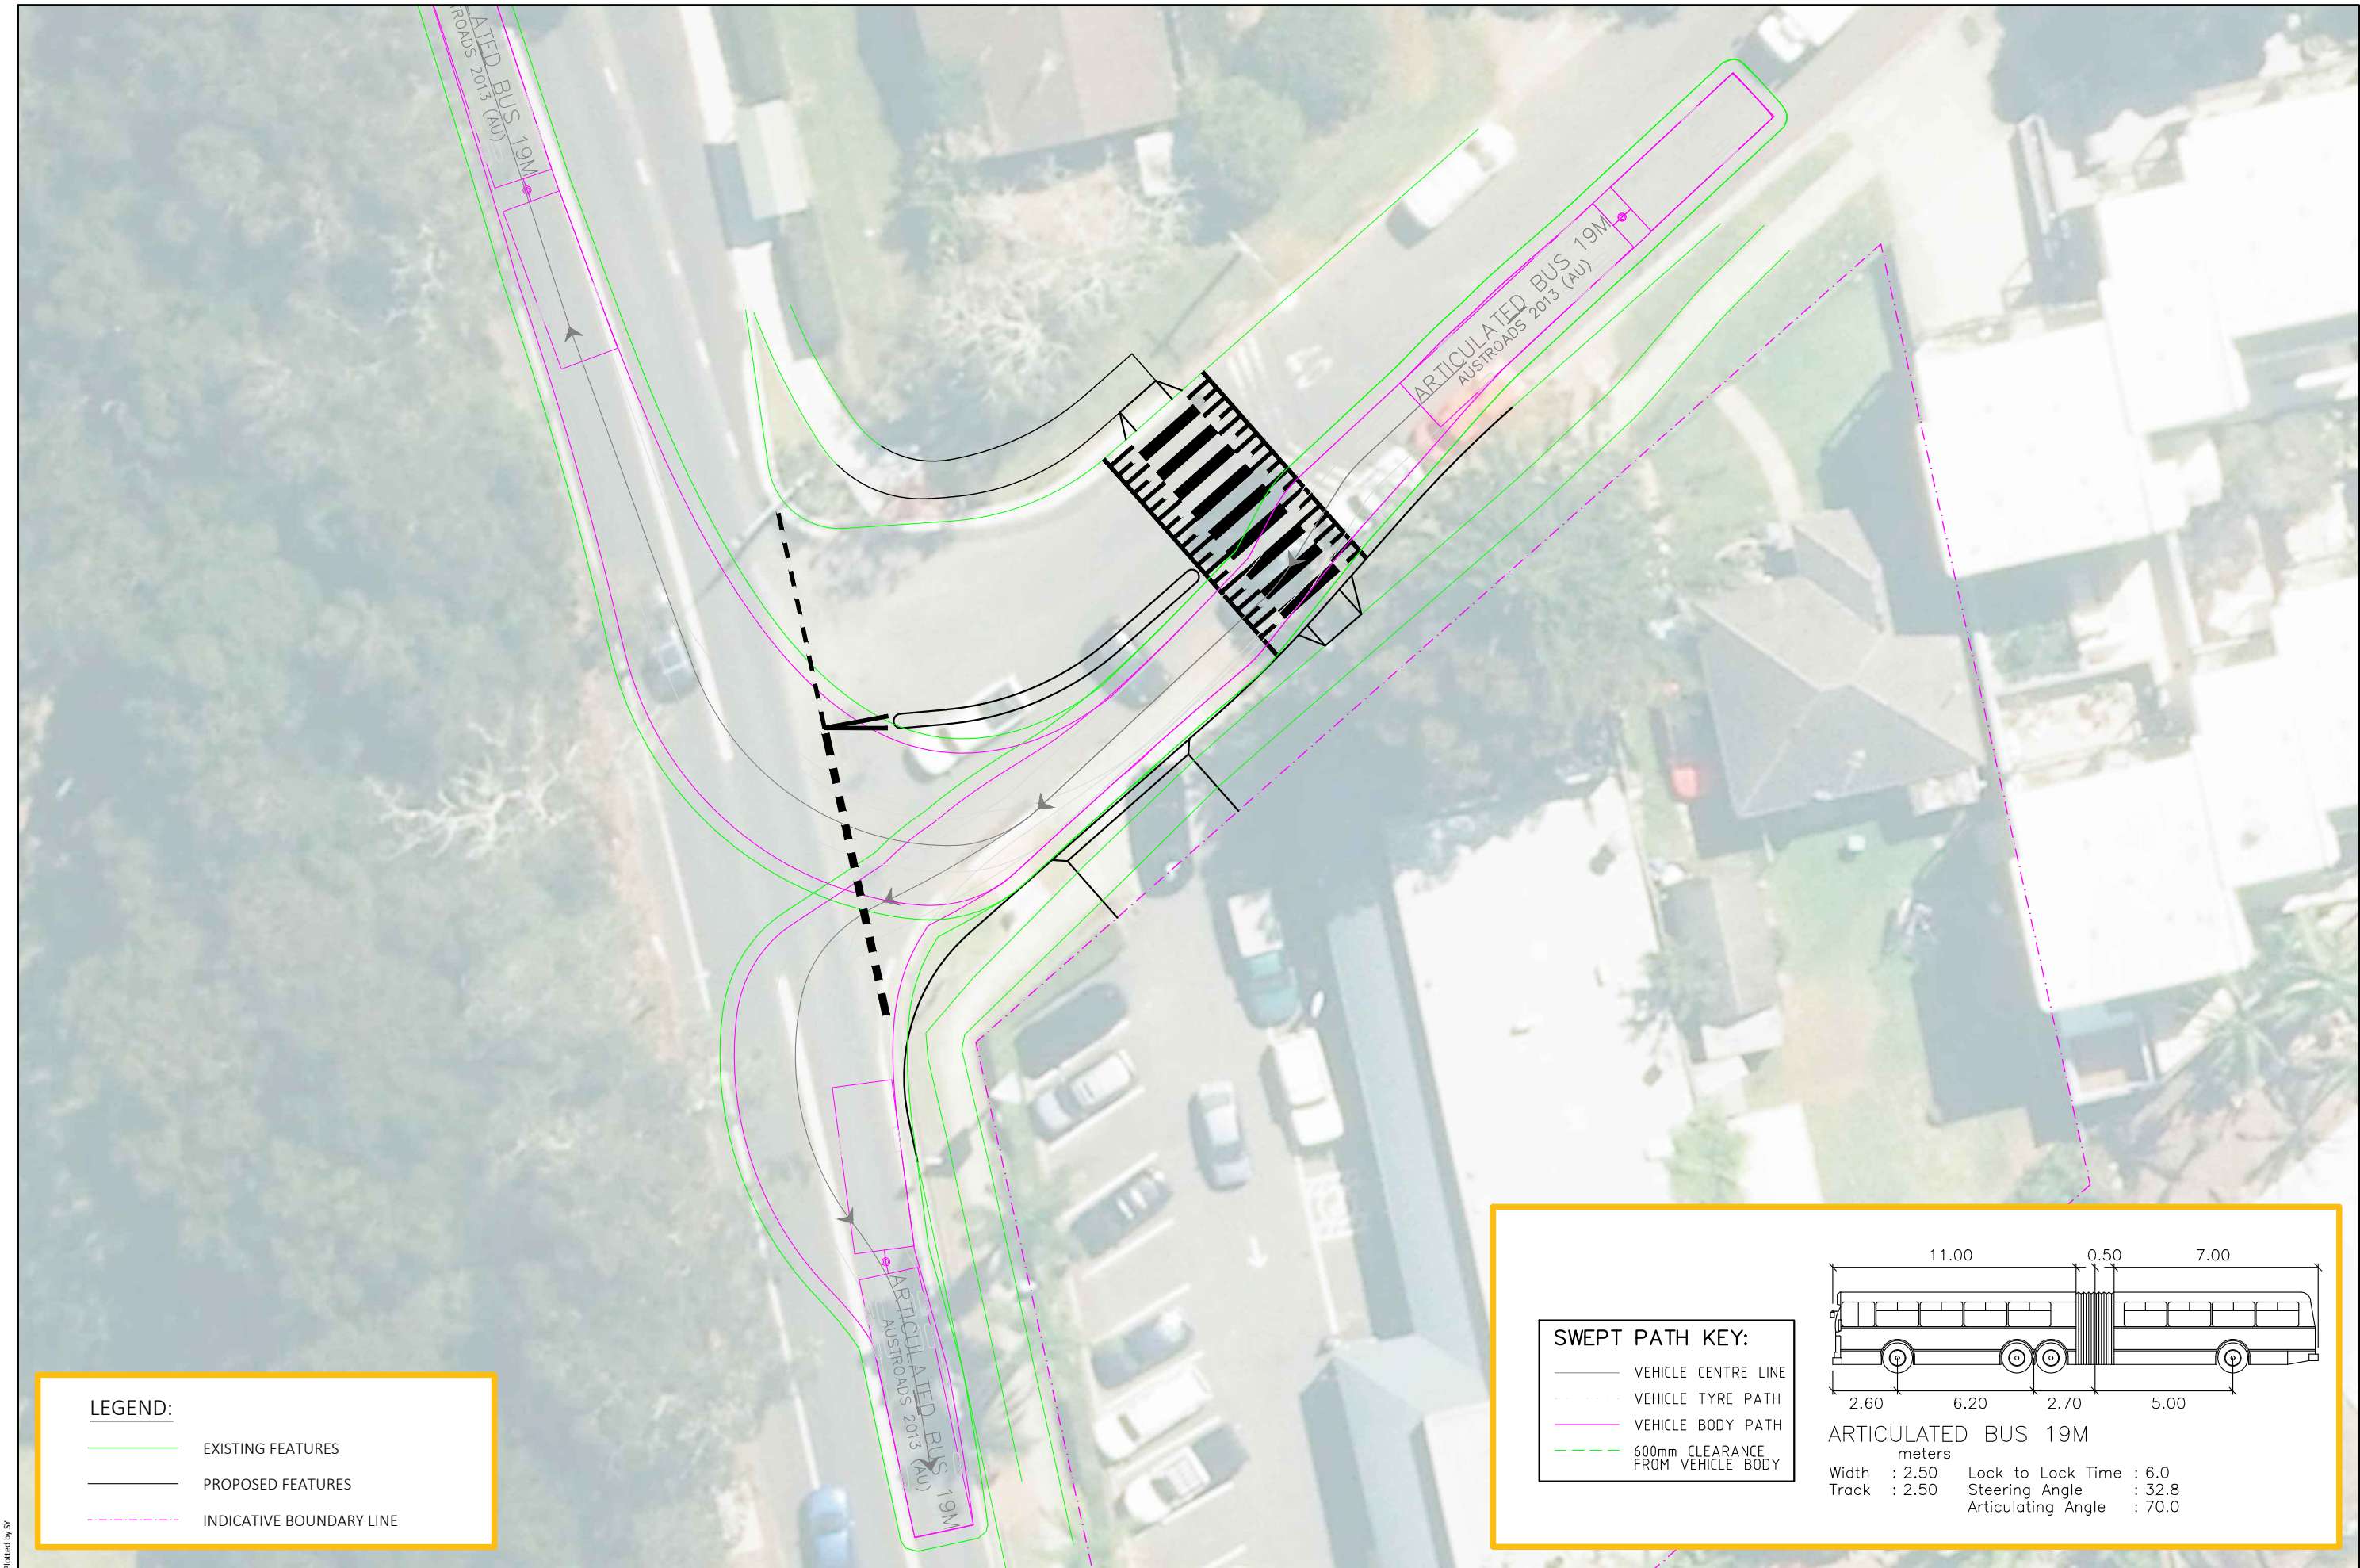 ATED BUS 19M
ROADS 2013 (AU)
ARTICULATED BUS 19M
AUSTROADS 2013 (AU)
ARTICULATED BUS 19M
AUSTROADS 2013 (AU)
LEGEND:
EXISTING FEATURES
PROPOSED FEATURES
INDICATIVE BOUNDARY LINE
Plotted by SY
SWEPT PATH KEY:
VEHICLE CENTRE LINE
VEHICLE TYRE PATH
VEHICLE BODY PATH
600mm CLEARANCE
FROM VEHICLE BODY
11.00 0.50 7.00
2.60 6.20 2.70 5.00
ARTICULATED BUS 19M
meters
Width : 2.50 Lock to Lock Time : 6.0
Track : 2.50 Steering Angle : 32.8
Articulating Angle : 70.0